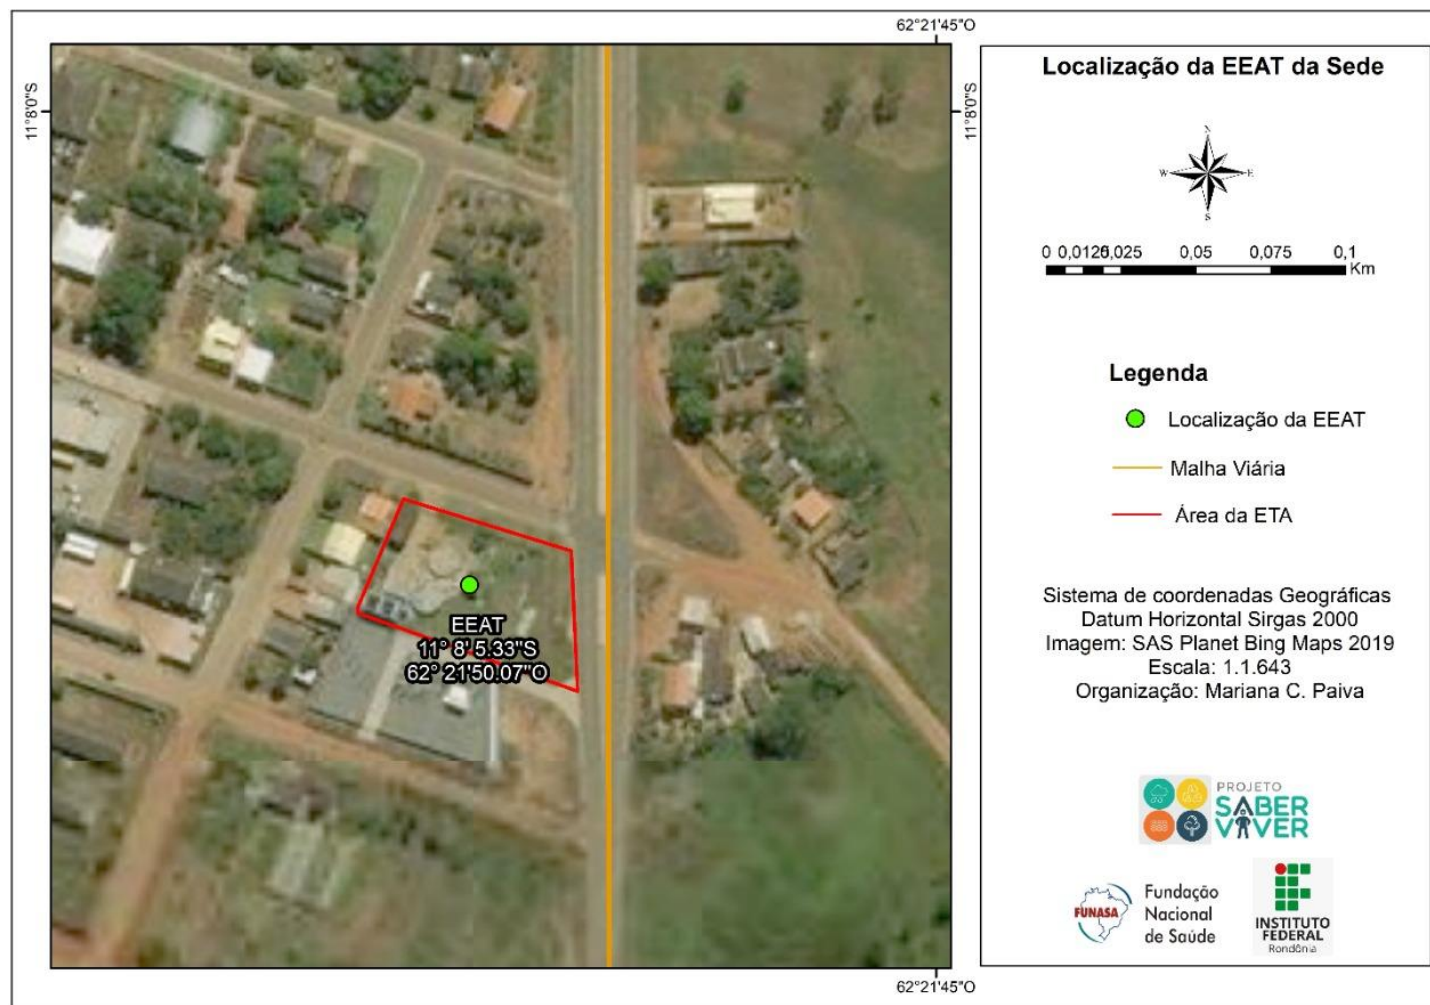 62°21'45"O
11°8'0"S
11°8'0"S
EEAT
11° 8' 5.33"S
62° 21'50.07"O
62°21'45"O
Localização da EEAT da Sede
N
W E
S
0 0,0125 0,025 0,05 0,075 0,1
Km
Legenda
Localização da EEAT
Malha Viária
Área da ETA
Sistema de coordenadas Geográficas
Datum Horizontal Sirgas 2000
Imagem: SAS Planet Bing Maps 2019
Escala: 1.1.643
Organização: Mariana C. Paiva
PROJETO
SABER
VIVER
FUNASA
Fundação
Nacional
de Saúde
INSTITUTO
FEDERAL
Rondônia